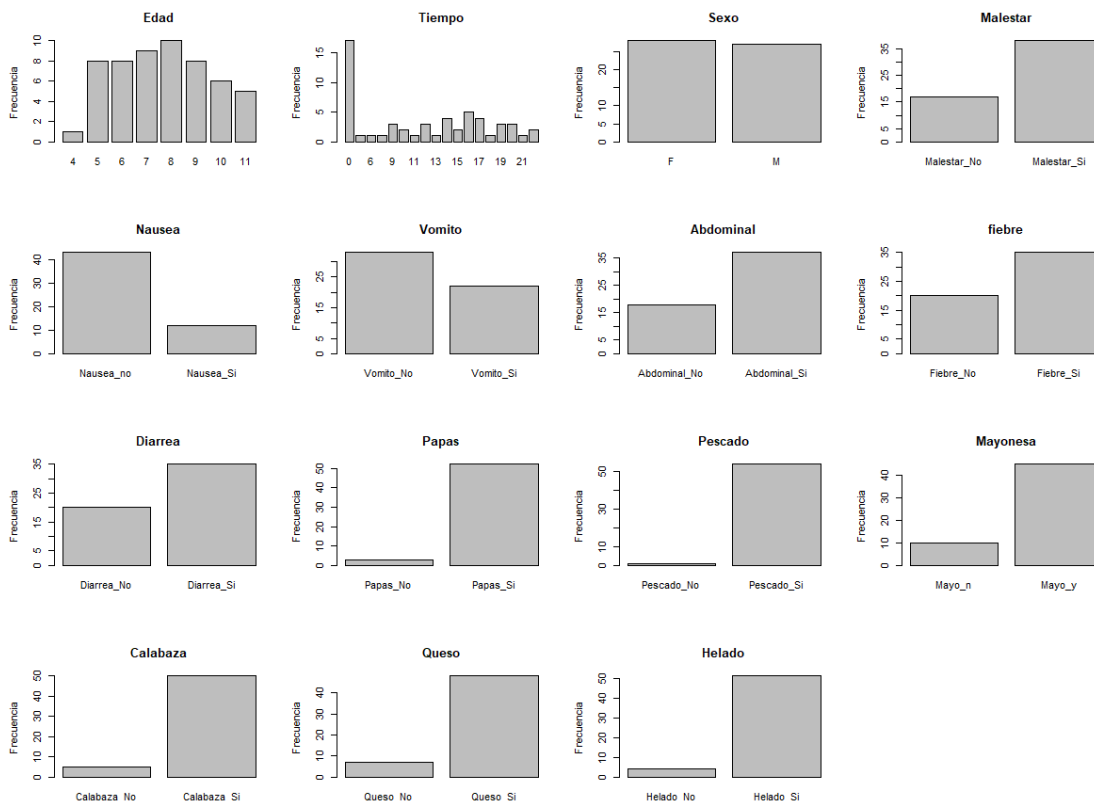 Edad
Frecuencia
0 2 4 6 8 10
4 5 6 7 8 9 10 11
Tiempo
Frecuencia
0 5 10 15
0 6 9 11 13 15 17 19 21
Sexo
Frecuencia
0 5 10 20
F M
Malestar
Frecuencia
0 5 15 25 35
Malestar_No Malestar_Si
Nausea
Frecuencia
0 10 20 30 40
Nausea_no Nausea_Si
Vomito
Frecuencia
0 5 15 25
Vomito_No Vomito_Si
Abdominal
Frecuencia
0 5 15 25 35
Abdominal_No Abdominal_Si
fiebre
Frecuencia
0 5 15 25 35
Fiebre_No Fiebre_Si
Diarrea
Frecuencia
0 5 15 25 35
Diarrea_No Diarrea_Si
Papas
Frecuencia
0 10 20 30 40 50
Papas_No Papas_Si
Pescado
Frecuencia
0 10 30 50
Pescado_No Pescado_Si
Mayonesa
Frecuencia
0 10 20 30 40
Mayo_n Mayo_y
Calabaza
Frecuencia
0 10 20 30 40 50
Calabaza_No Calabaza_Si
Queso
Frecuencia
0 10 20 30 40
Queso_No Queso_Si
Helado
Frecuencia
0 10 20 30 40 50
Helado_No Helado_Si